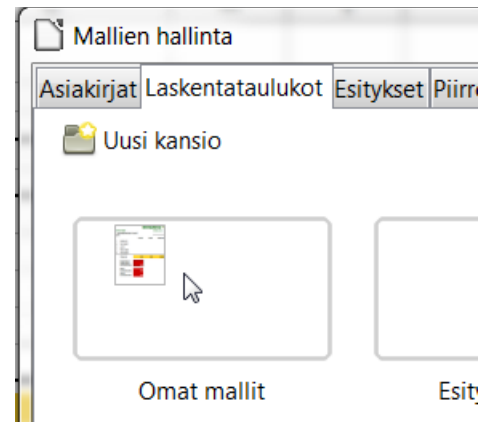 Mallien hallinta
Asiakirjat Laskentataulukot Esitykset
Uusi kansio
Omat mallit